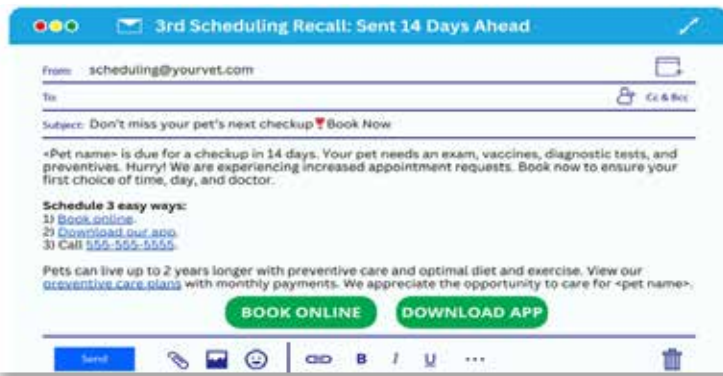 3rd Scheduling Recall: Sent 14 Days Ahead
From: scheduling@yourvet.com
To:
Cc & Bcc
Subject: Don't miss your pet's next checkup❣Book Now
<Pet name> is due for a checkup in 14 days. Your pet needs an exam, vaccines, diagnostic tests, and
preventives. Hurry! We are experiencing increased appointment requests. Book now to ensure your
first choice of time, day, and doctor.
Schedule 3 easy ways:
1) Book online.
2) Download our app.
3) Call 555-555-5555.
Pets can live up to 2 years longer with preventive care and optimal diet and exercise. View our
preventive care plans with monthly payments. We appreciate the opportunity to care for <pet name>.
BOOK ONLINE DOWNLOAD APP
Send B I U ...